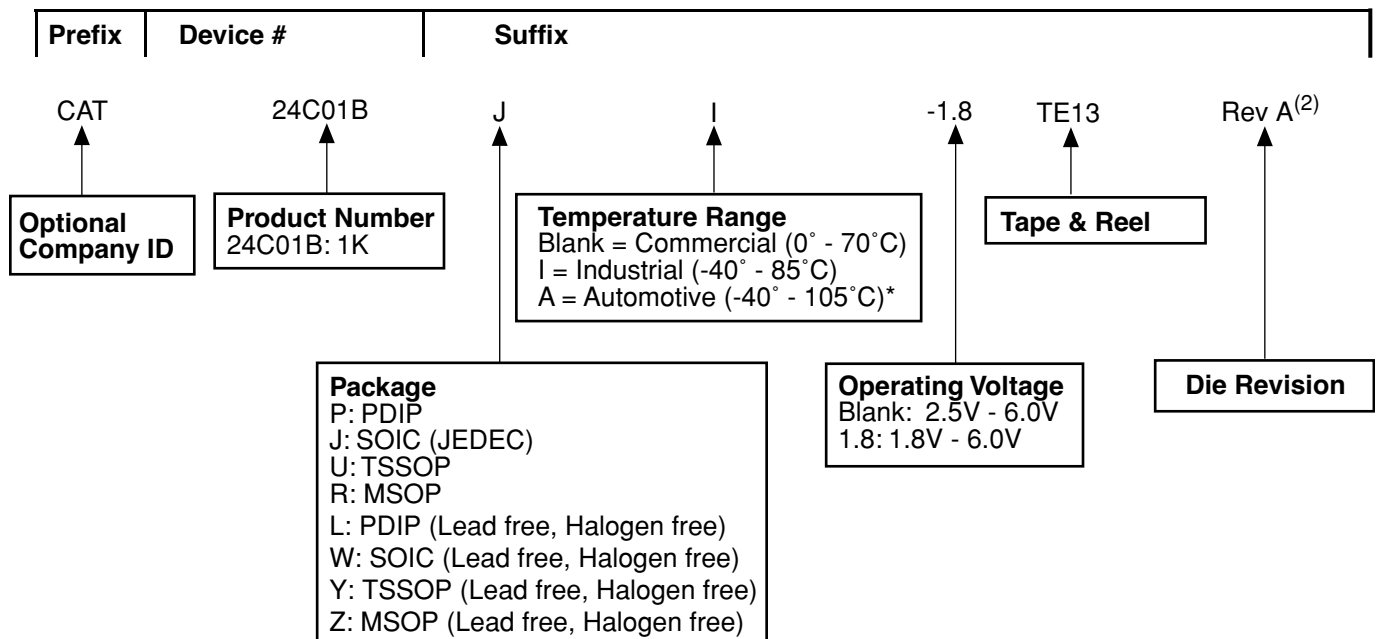 Prefix Device # Suffix
CAT 24C01B J I -1.8 TE13 Rev A(2)
Optional
Company ID
Product Number
24C01B: 1K
Temperature Range
Blank = Commercial (0˚ - 70˚C)
I = Industrial (-40˚ - 85˚C)
A = Automotive (-40˚ - 105˚C)*
Tape & Reel
Package
P: PDIP
J: SOIC (JEDEC)
U: TSSOP
R: MSOP
L: PDIP (Lead free, Halogen free)
W: SOIC (Lead free, Halogen free)
Y: TSSOP (Lead free, Halogen free)
Z: MSOP (Lead free, Halogen free)
Operating Voltage
Blank: 2.5V - 6.0V
1.8: 1.8V - 6.0V
Die Revision